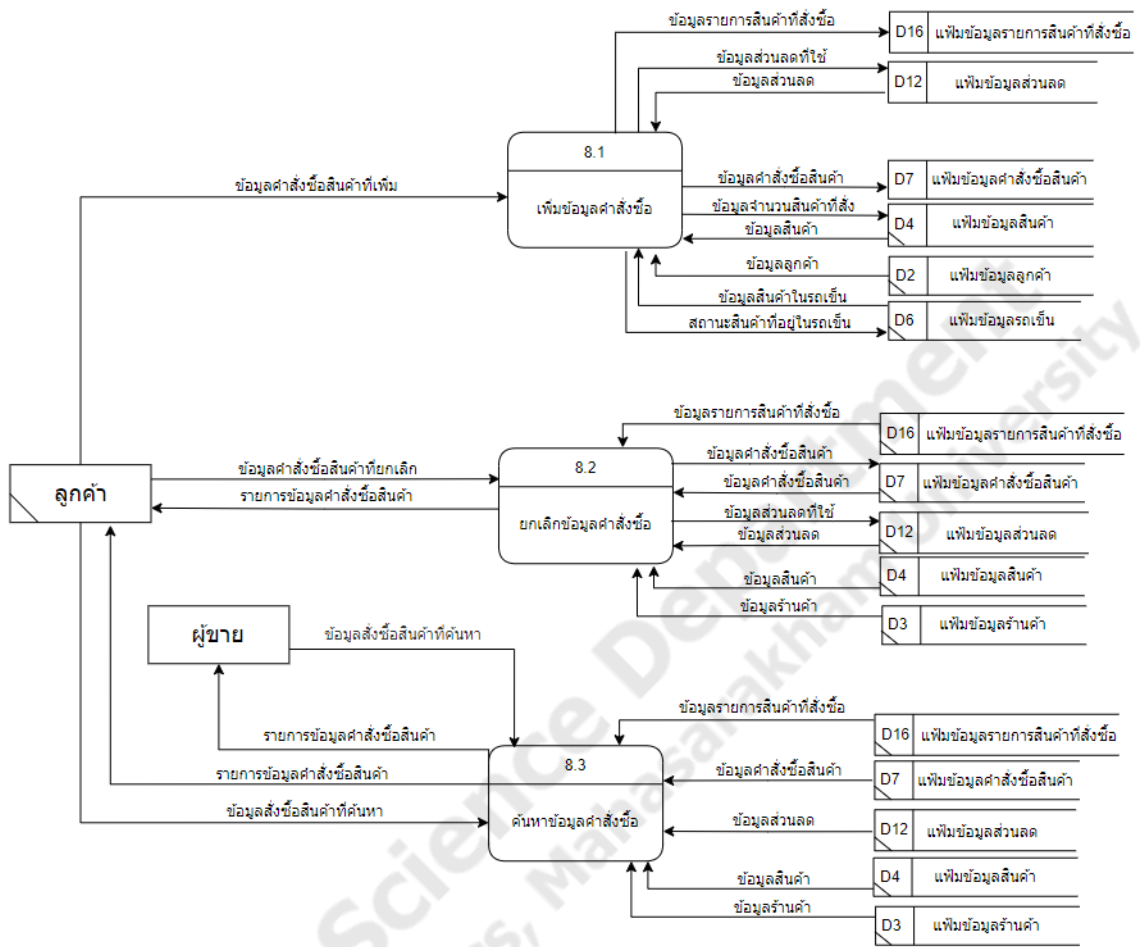 ข้อมูลรายการสินค้าที่สั่งซื้อ
D16 แฟ้มข้อมูลรายการสินค้าที่สั่งซื้อ
ข้อมูลส่วนลดที่ใช้
ข้อมูลส่วนลด
D12 แฟ้มข้อมูลส่วนลด
8.1
เพิ่มข้อมูลคำสั่งซื้อ
ข้อมูลคำสั่งซื้อสินค้าที่เพิ่ม
ข้อมูลคำสั่งซื้อสินค้า
D7 แฟ้มข้อมูลคำสั่งซื้อสินค้า
ข้อมูลจำนวนสินค้าที่สั่ง
ข้อมูลสินค้า
D4 แฟ้มข้อมูลสินค้า
ข้อมูลลูกค้า
D2 แฟ้มข้อมูลลูกค้า
ข้อมูลสินค้าในรถเข็น
สถานะสินค้าที่อยู่ในรถเข็น
D6 แฟ้มข้อมูลรถเข็น
ข้อมูลรายการสินค้าที่สั่งซื้อ
D16 แฟ้มข้อมูลรายการสินค้าที่สั่งซื้อ
ลูกค้า
ข้อมูลคำสั่งซื้อสินค้าที่ยกเลิก
รายการข้อมูลคำสั่งซื้อสินค้า
8.2
ยกเลิกข้อมูลคำสั่งซื้อ
ข้อมูลคำสั่งซื้อสินค้า
ข้อมูลคำสั่งซื้อสินค้า
D7 แฟ้มข้อมูลคำสั่งซื้อสินค้า
ข้อมูลส่วนลดที่ใช้
ข้อมูลส่วนลด
D12 แฟ้มข้อมูลส่วนลด
ข้อมูลสินค้า
D4 แฟ้มข้อมูลสินค้า
ข้อมูลร้านค้า
D3 แฟ้มข้อมูลร้านค้า
ผู้ขาย
ข้อมูลสั่งซื้อสินค้าที่ค้นหา
รายการข้อมูลคำสั่งซื้อสินค้า
รายการข้อมูลคำสั่งซื้อสินค้า
ข้อมูลสั่งซื้อสินค้าที่ค้นหา
8.3
ค้นหาข้อมูลคำสั่งซื้อ
ข้อมูลรายการสินค้าที่สั่งซื้อ
D16 แฟ้มข้อมูลรายการสินค้าที่สั่งซื้อ
ข้อมูลคำสั่งซื้อสินค้า
D7 แฟ้มข้อมูลคำสั่งซื้อสินค้า
ข้อมูลส่วนลด
D12 แฟ้มข้อมูลส่วนลด
ข้อมูลสินค้า
D4 แฟ้มข้อมูลสินค้า
ข้อมูลร้านค้า
D3 แฟ้มข้อมูลร้านค้า
Science Department
Mahasarakham University